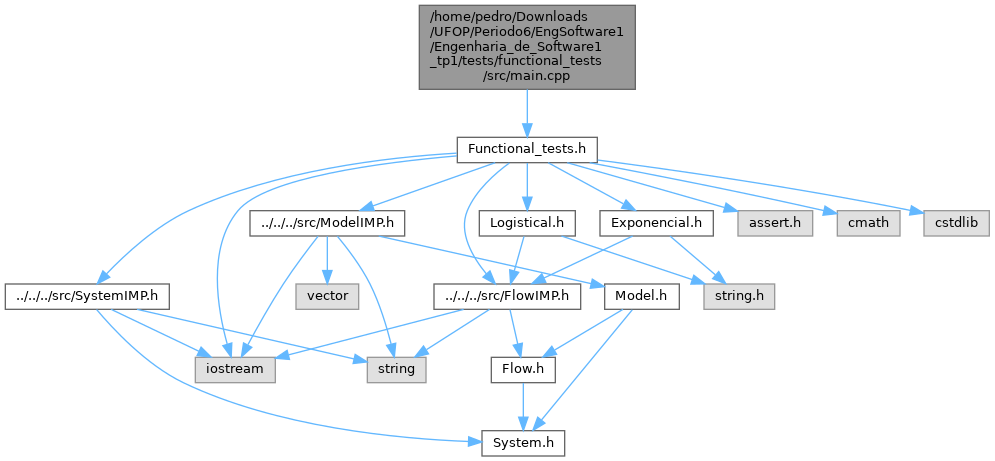 /home/pedro/Downloads
/UFOP/Periodo6/EngSoftware1
/Engenharia_de_Software1
_tp1/tests/functional_tests
/src/main.cpp
Functional_tests.h
../../../src/ModelIMP.h
Logistical.h
Exponencial.h
assert.h
cmath
cstdlib
../../../src/SystemIMP.h
vector
../../../src/FlowIMP.h
Model.h
string.h
iostream
string
Flow.h
System.h